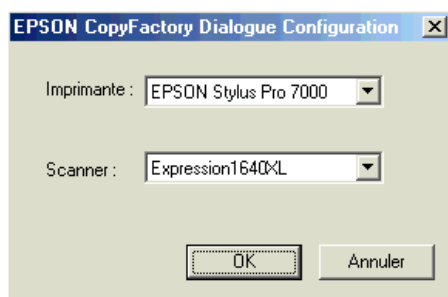 EPSON CopyFactory Dialogue Configuration
Imprimante : EPSON Stylus Pro 7000
Scanner : Expression1640XL
OK Annuler